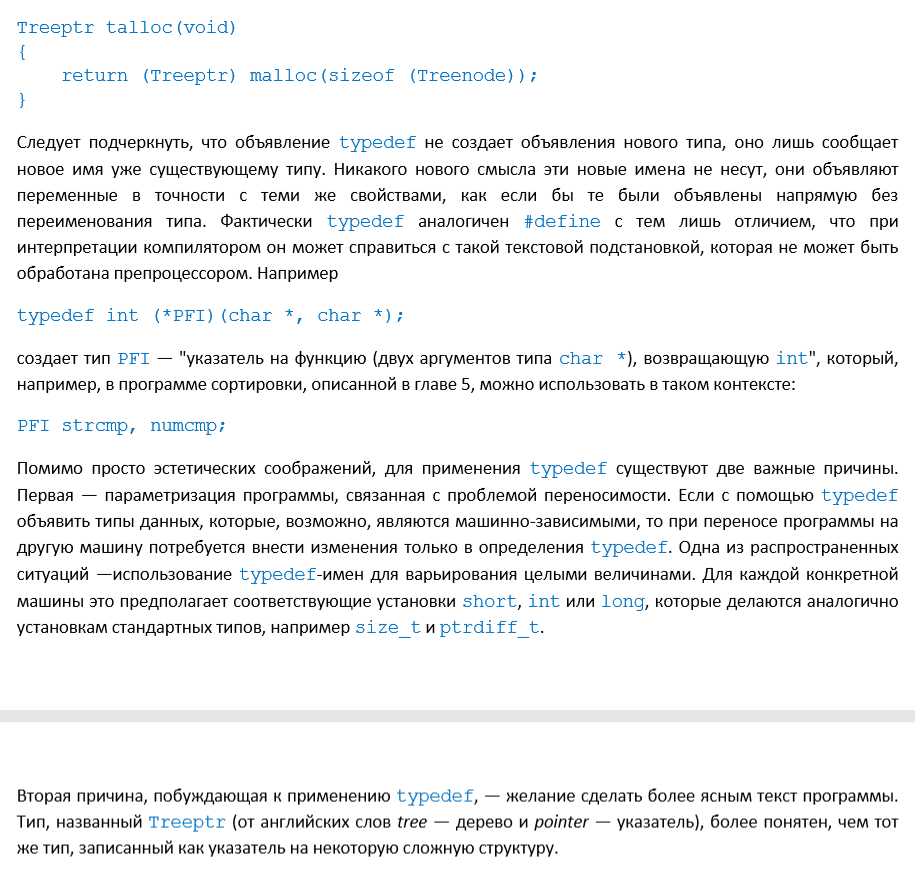 Treeptr talloc(void)
{
    return (Treeptr) malloc(sizeof (Treenode));
}
Следует подчеркнуть, что объявление typedef не создает объявления нового типа, оно лишь сообщает
новое имя уже существующему типу. Никакого нового смысла эти новые имена не несут, они объявляют
переменные в точности с теми же свойствами, как если бы те были объявлены напрямую без
переименования типа. Фактически typedef аналогичен #define с тем лишь отличием, что при
интерпретации компилятором он может справиться с такой текстовой подстановкой, которая не может быть
обработана препроцессором. Например
typedef int (*PFI)(char *, char *);
создает тип PFI — "указатель на функцию (двух аргументов типа char *), возвращающую int", который,
например, в программе сортировки, описанной в главе 5, можно использовать в таком контексте:
PFI strcmp, numcmp;
Помимо просто эстетических соображений, для применения typedef существуют две важные причины.
Первая — параметризация программы, связанная с проблемой переносимости. Если с помощью typedef
объявить типы данных, которые, возможно, являются машинно-зависимыми, то при переносе программы на
другую машину потребуется внести изменения только в определения typedef. Одна из распространенных
ситуаций —использование typedef-имен для варьирования целыми величинами. Для каждой конкретной
машины это предполагает соответствующие установки short, int или long, которые делаются аналогично
установкам стандартных типов, например size_t и ptrdiff_t.
Вторая причина, побуждающая к применению typedef, — желание сделать более ясным текст программы.
Тип, названный Treeptr (от английских слов tree — дерево и pointer — указатель), более понятен, чем тот
же тип, записанный как указатель на некоторую сложную структуру.